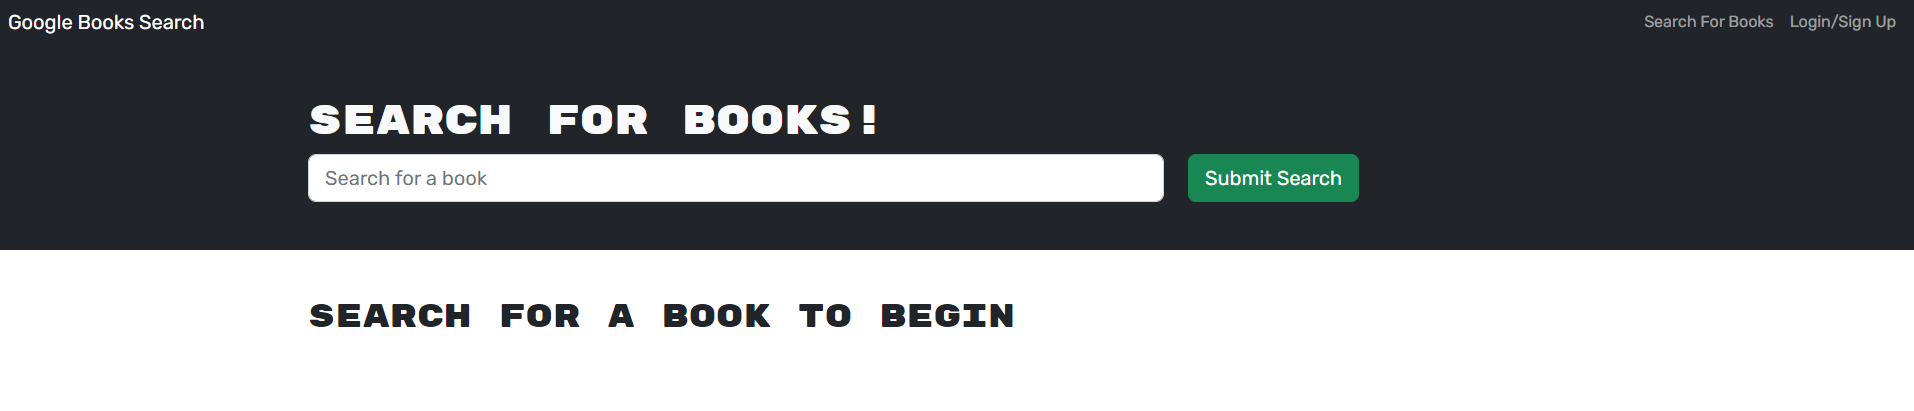 Google Books Search
Search For Books Login/Sign Up
SEARCH FOR BOOKS!
Search for a book
Submit Search
SEARCH FOR A BOOK TO BEGIN